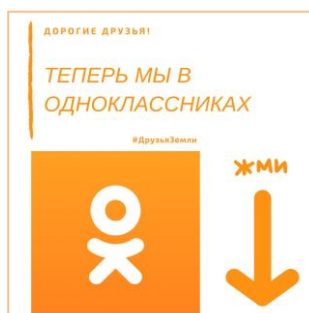 ДОРОГИЕ ДРУЗЬЯ!
ТЕПЕРЬ МЫ В
ОДНОКЛАССНИКАХ
#ДрузьяЗемли
ЖМИ